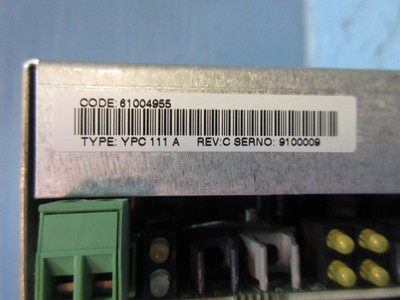 CODE: 61004955
TYPE: YPC 111 A REV:C SERNO: 9100009